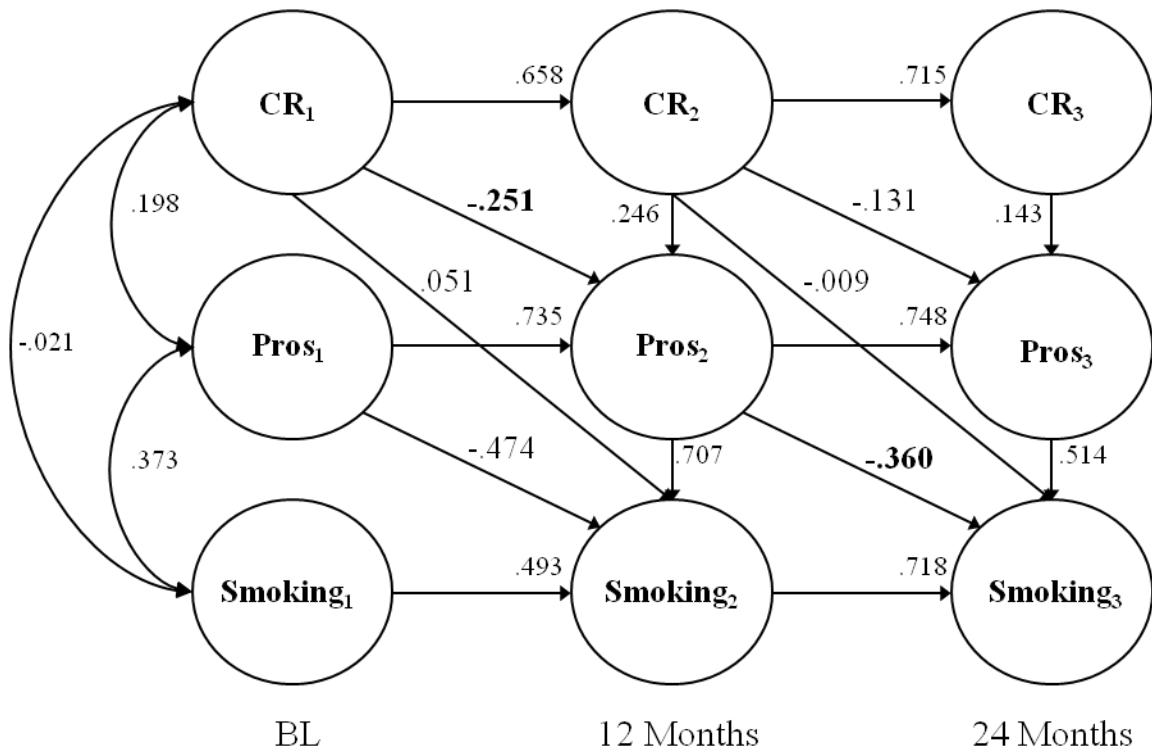 .658
.715
CR₁
CR₂
CR₃
.198
-.251
.246
-.131
.143
.051
-.009
.735
.748
-.021
Pros₁
Pros₂
Pros₃
.373
-.474
.707
-.360
.514
.493
.718
Smoking₁
Smoking₂
Smoking₃
BL
12 Months
24 Months